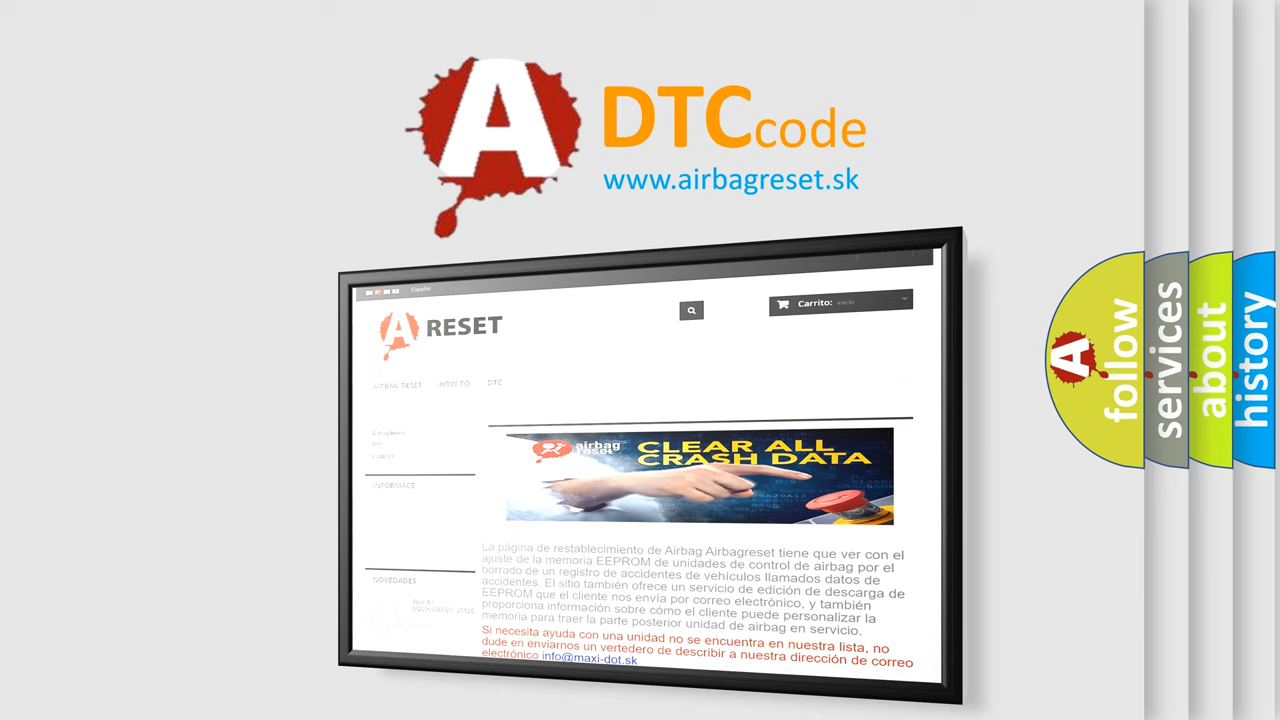 A DTCcode
www.airbagreset.sk
Español
A RESET
Carrito: vacío
AIRBAG RESET HOW TO DTC
INFORMACE
NOVEDADES
airbag
reset
CLEAR ALL
CRASH DATA
La página de restablecimiento de Airbag Airbagreset tiene que ver con el
ajuste de la memoria EEPROM de unidades de control de airbag por el
borrado de un registro de accidentes de vehículos llamados datos de
accidentes. El sitio también ofrece un servicio de edición de descarga de
EEPROM que el cliente nos envía por correo electrónico, y también
proporciona información sobre cómo el cliente puede personalizar la
memoria para traer la parte posterior unidad de airbag en servicio.
Si necesita ayuda con una unidad no se encuentra en nuestra lista, no
dude en enviarnos un vertedero de describir a nuestra dirección de correo
electrónico info@maxi-dot.sk
A
follow
services
about
history